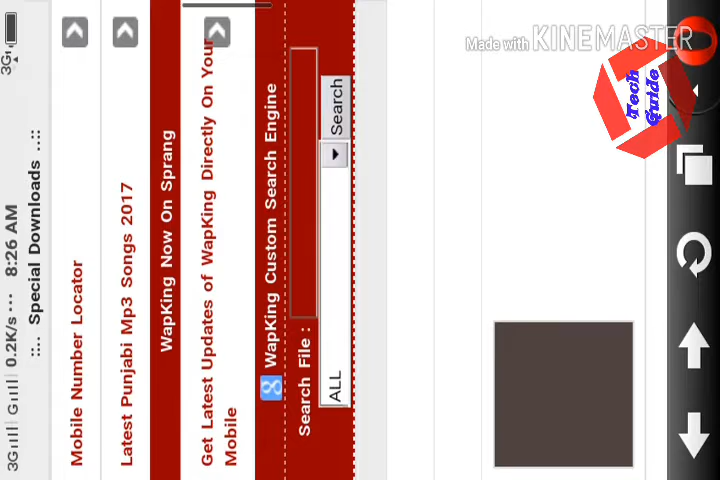 3G G 0.2K/s ··· 8:26 AM 3G
::.. Special Downloads ..::
Mobile Number Locator
Latest Punjabi Mp3 Songs 2017
WapKing Now On Sprang
Get Latest Updates of WapKing Directly On Your
Mobile
8 WapKing Custom Search Engine
Search File :
ALL Search
Made with KINEMASTER
Tech
Guide